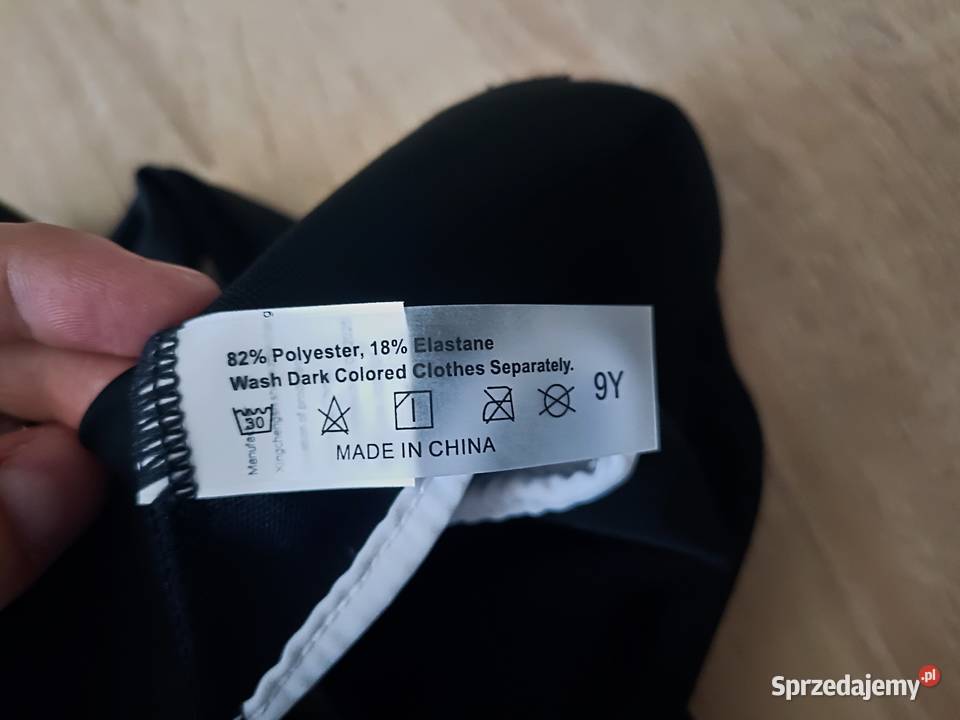 82% Polyester, 18% Elastane
Wash Dark Colored Clothes Separately.
30
9Y
MADE IN CHINA
Sprzedajemy.pl